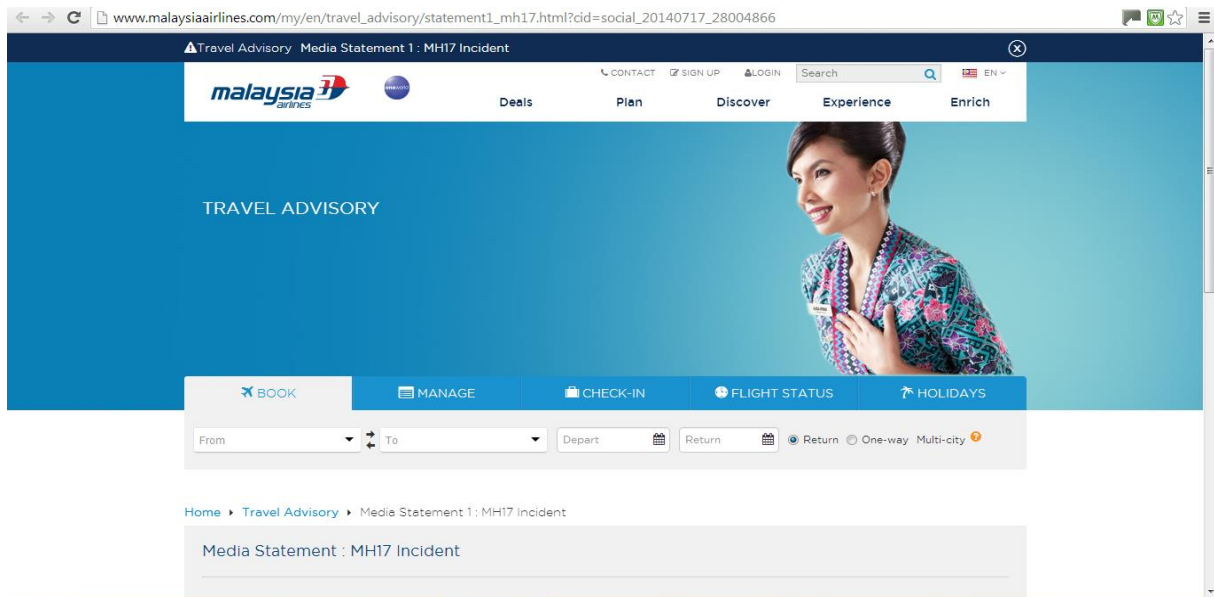 www.malaysiaairlines.com/my/en/travel_advisory/statement1_mh17.html?cid=social_20140717_28004866
Travel Advisory Media Statement 1 : MH17 Incident
CONTACT SIGN UP LOGIN Search EN
malaysia airlines oneworld
Deals Plan Discover Experience Enrich
TRAVEL ADVISORY
BOOK MANAGE CHECK-IN FLIGHT STATUS HOLIDAYS
From To Depart Return Return One-way Multi-city ?
Home Travel Advisory Media Statement 1 : MH17 Incident
Media Statement : MH17 Incident